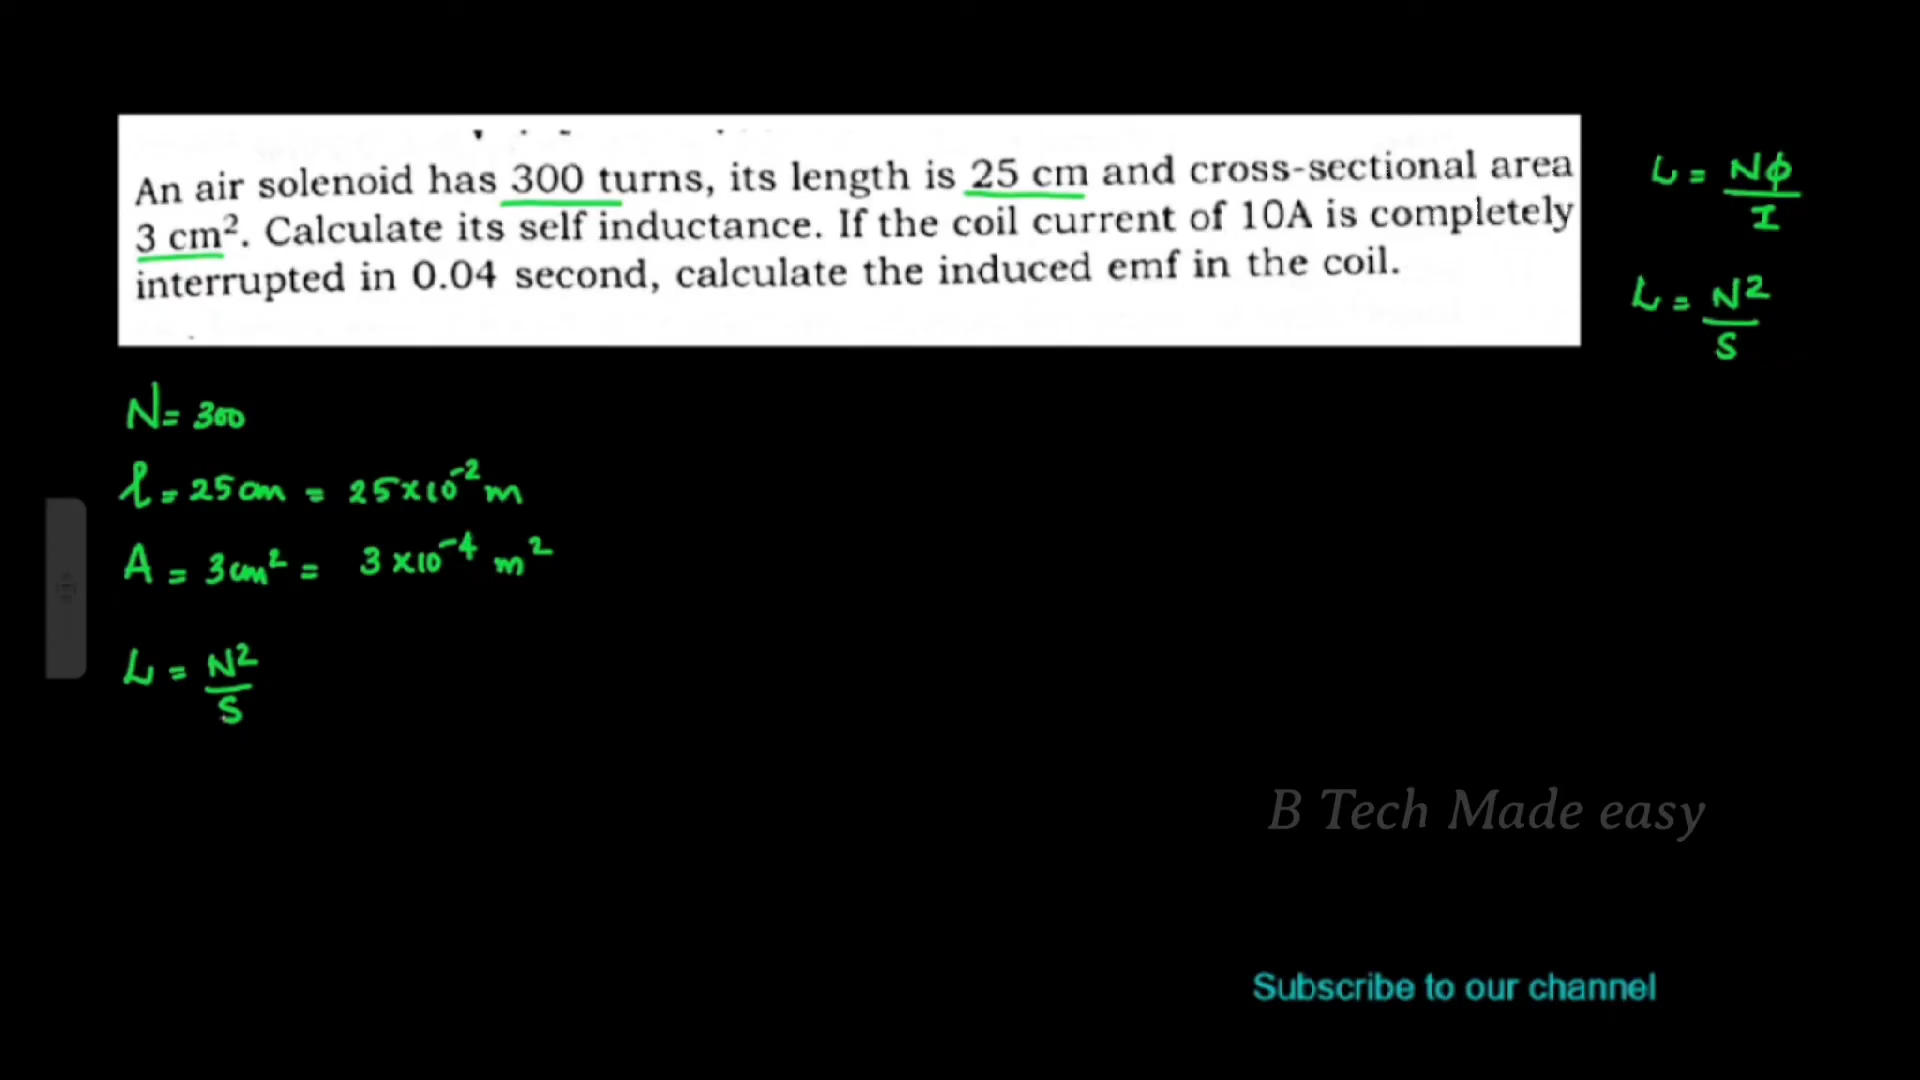 An air solenoid has 300 turns, its length is 25 cm and cross-sectional area
3 cm². Calculate its self inductance. If the coil current of 10A is completely
interrupted in 0.04 second, calculate the induced emf in the coil.
L = Nϕ/I
L = N²/S
N = 300
l = 25cm = 25×10⁻² m
A = 3cm² = 3×10⁻⁴ m²
L = N²/S
B Tech Made easy
Subscribe to our channel